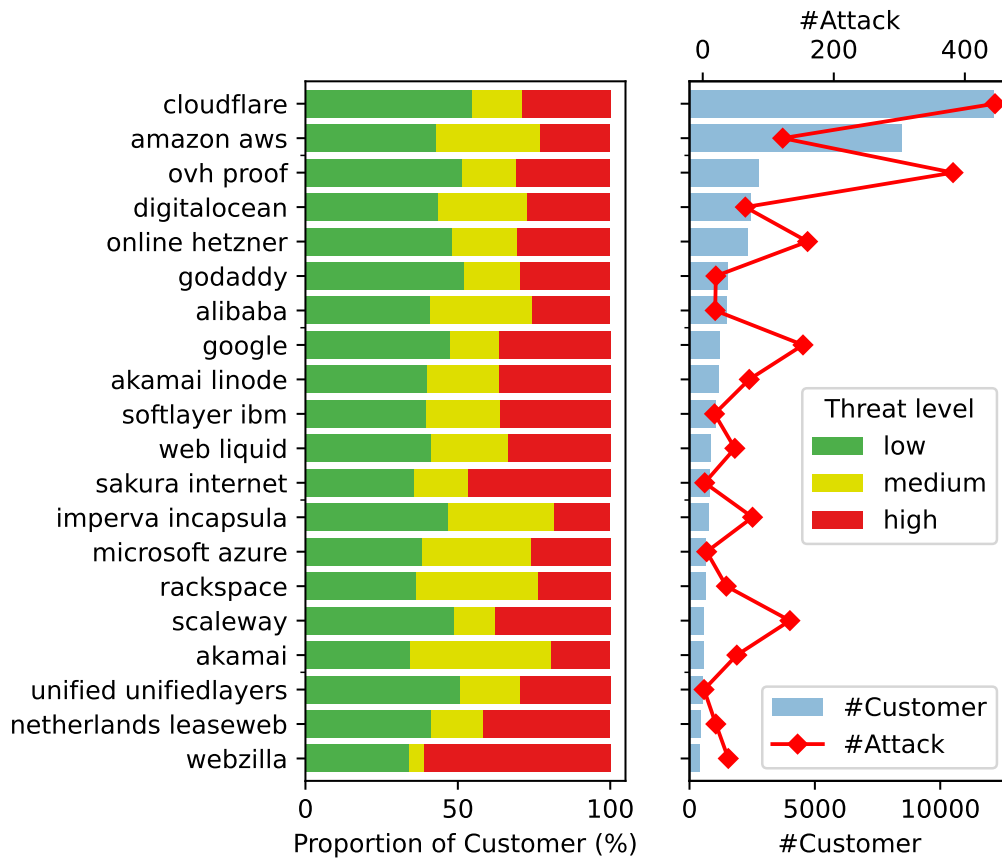 #Attack
0 200 400
cloudflare
amazon aws
ovh proof
digitalocean
online hetzner
godaddy
alibaba
google
akamai linode
softlayer ibm
web liquid
sakura internet
imperva incapsula
microsoft azure
rackspace
scaleway
akamai
unified unifiedlayers
netherlands leaseweb
webzilla
Threat level
low
medium
high
#Customer
#Attack
0 50 100
0 5000 10000
Proportion of Customer (%)
#Customer